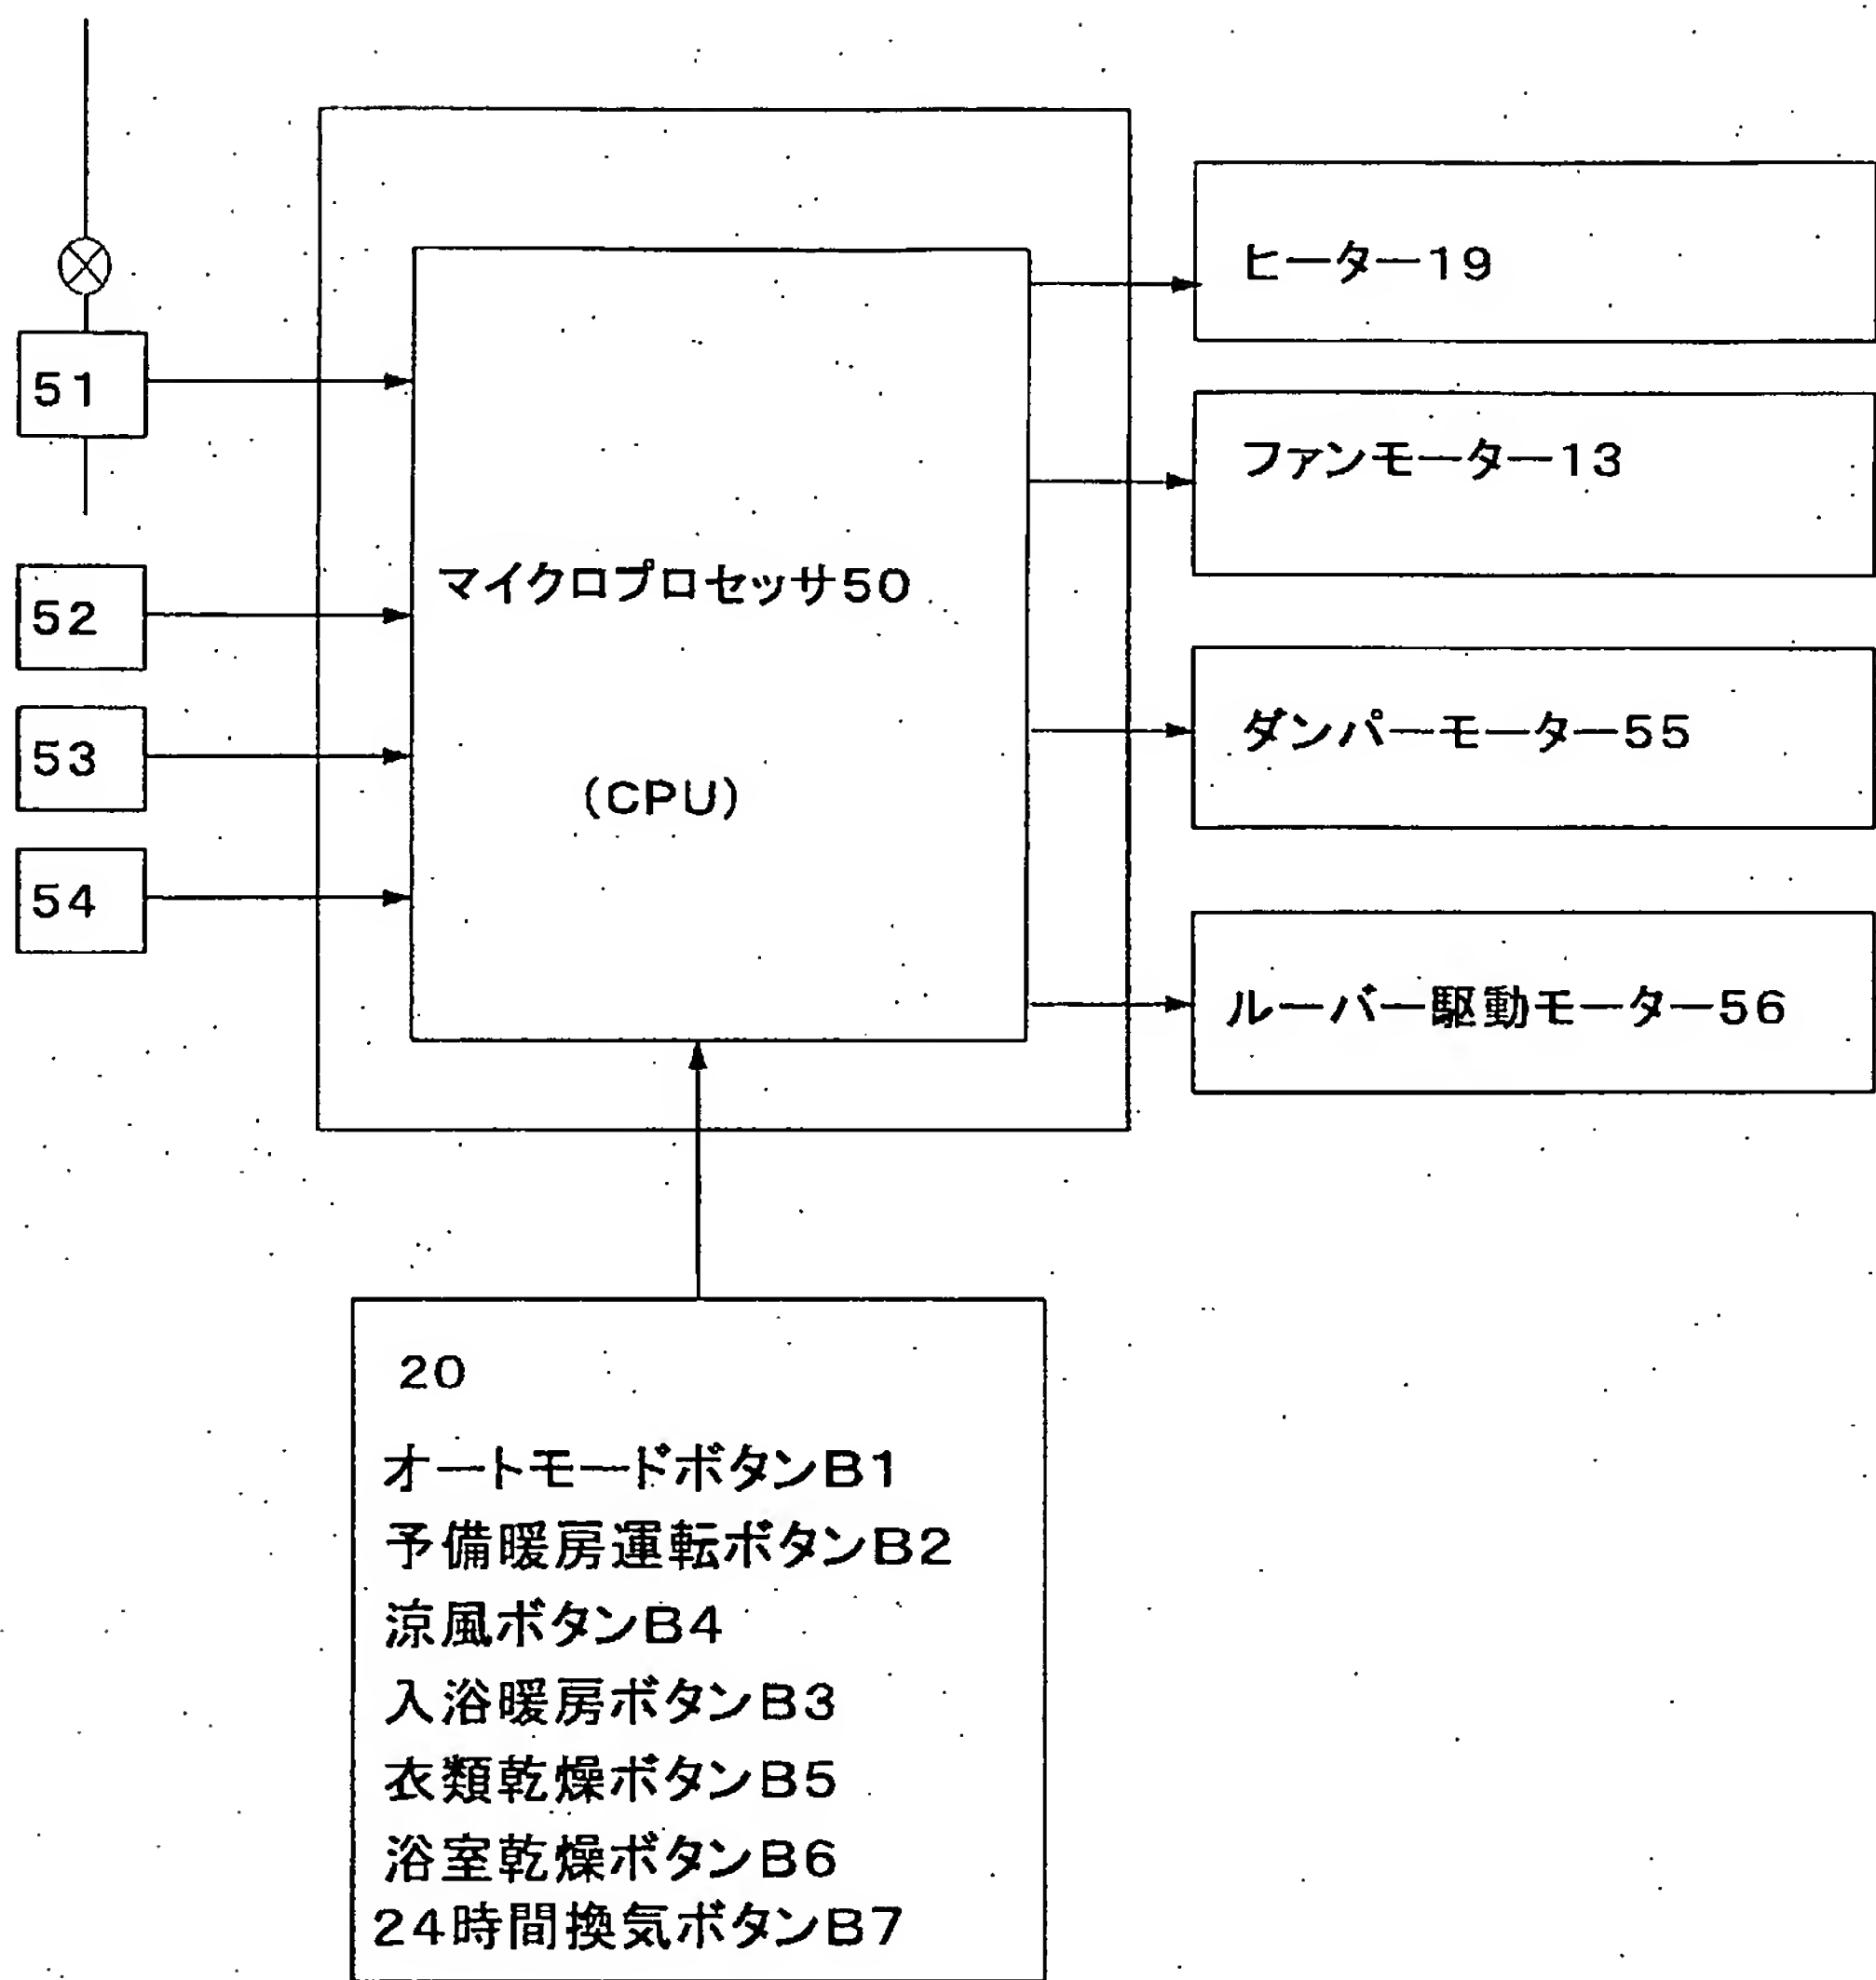 51
52
53
54
マイクロプロセッサ50
(CPU)
ヒーター19
ファンモーター13
ダンパーモーター55
ルーバー駆動モーター56
20
オートモードボタンB1
予備暖房運転ボタンB2
涼風ボタンB4
入浴暖房ボタンB3
衣類乾燥ボタンB5
浴室乾燥ボタンB6
24時間換気ボタンB7